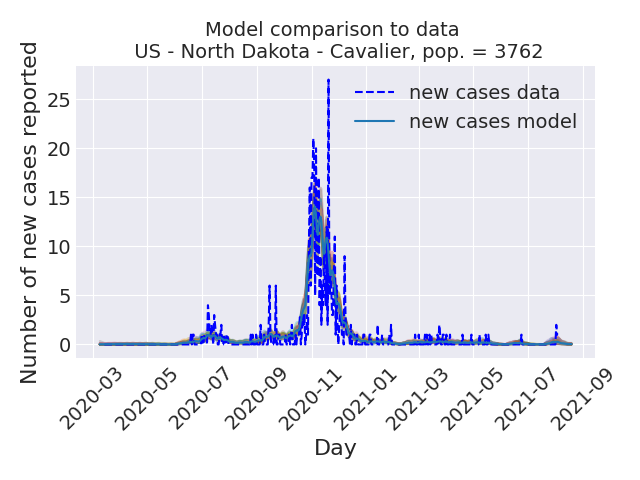 Model comparison to data
US - North Dakota - Cavalier, pop. = 3762
Number of new cases reported
25
20
15
10
5
0
new cases data
new cases model
2020-03
2020-05
2020-07
2020-09
2020-11
2021-01
2021-03
2021-05
2021-07
2021-09
Day